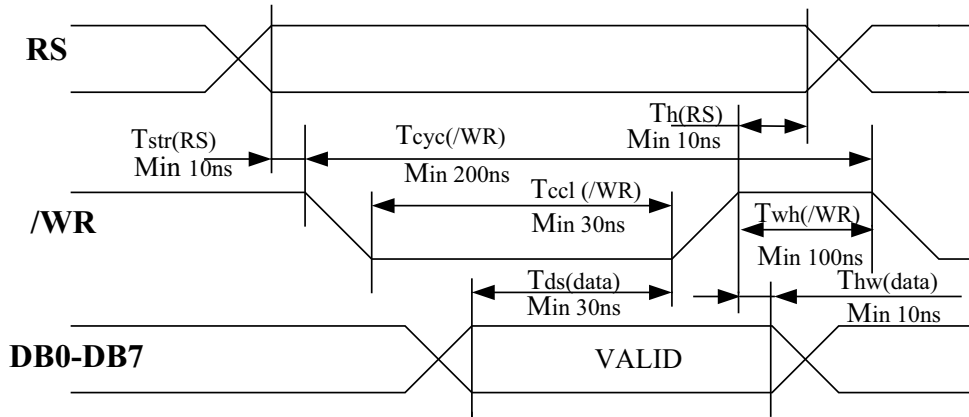 RS
Tstr(RS)
Min 10ns
Tcyc(/WR)
Min 200ns
Th(RS)
Min 10ns
/WR
Tccl (/WR)
Min 30ns
Twh(/WR)
Min 100ns
Tds(data)
Min 30ns
Thw(data)
Min 10ns
DB0-DB7
VALID